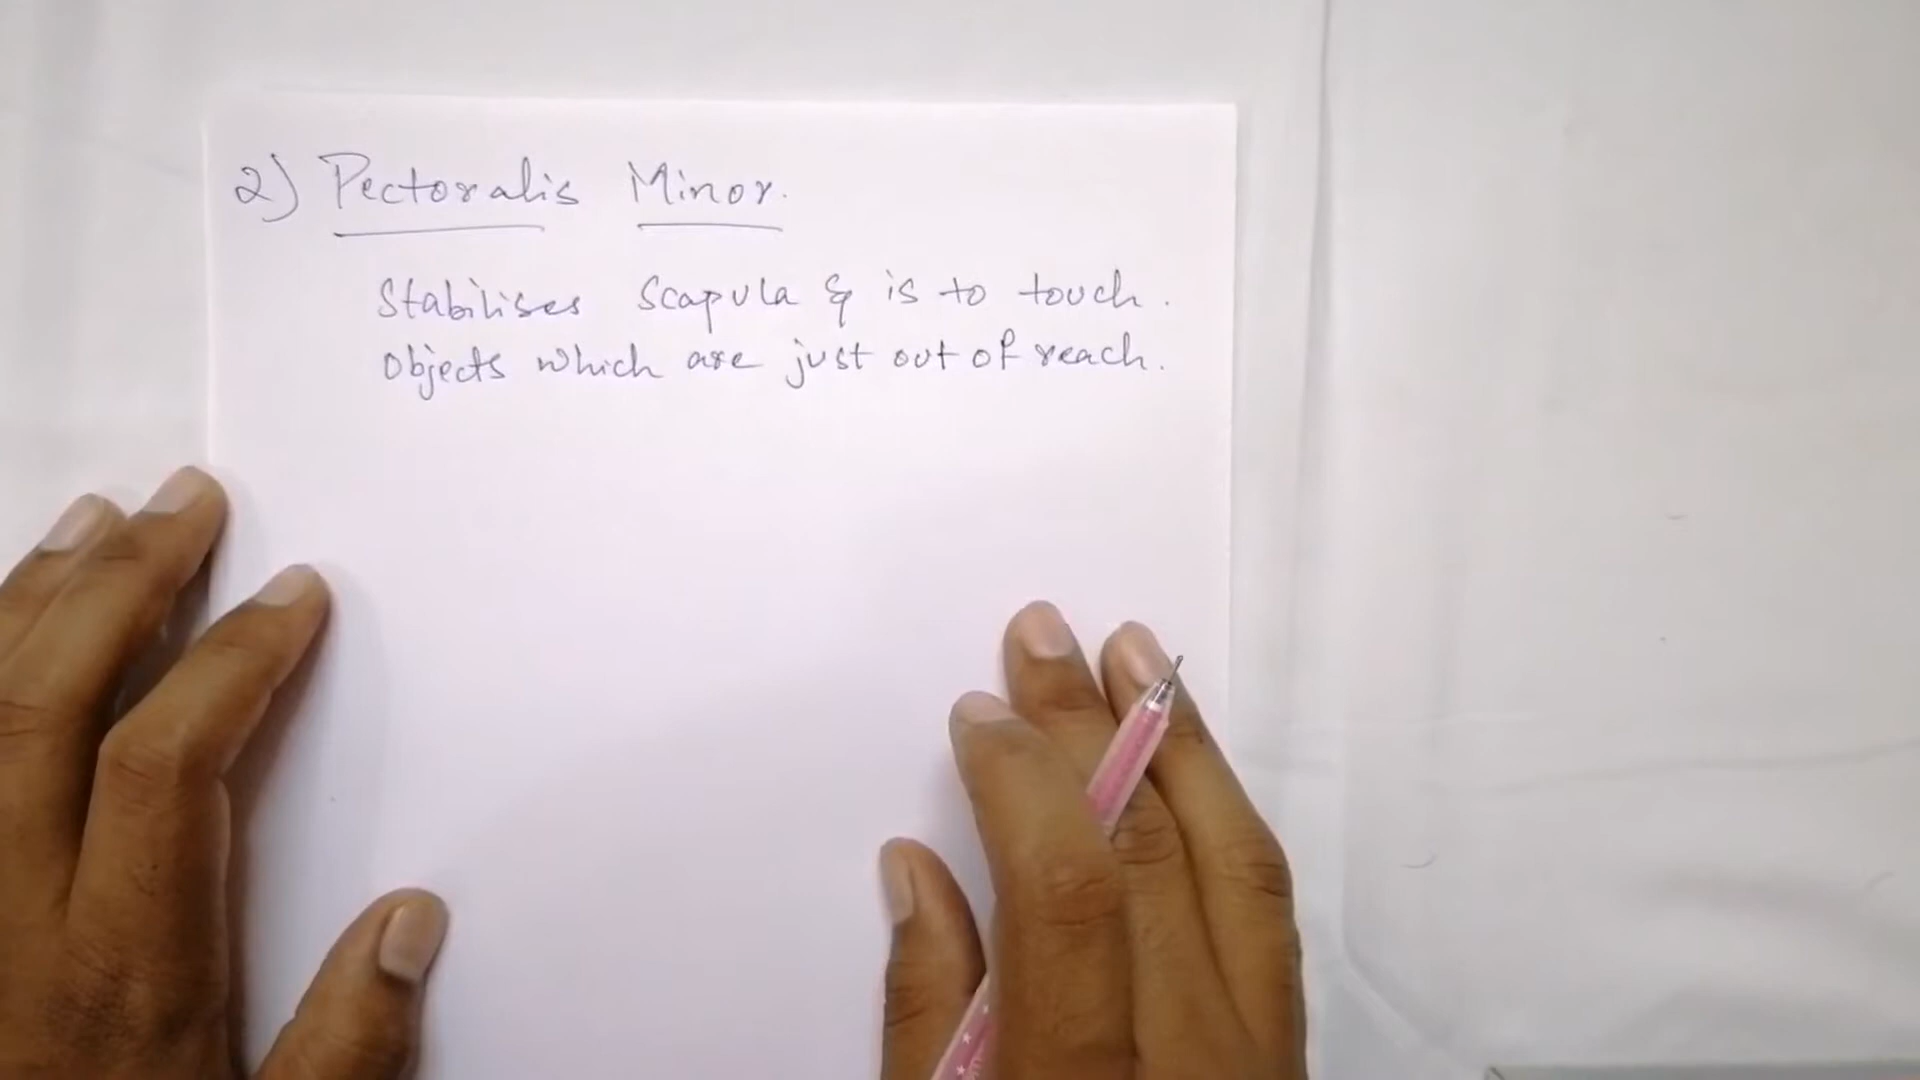 2) Pectoralis Minor.
Stabilises Scapula & is to touch.
Objects which are just out of reach.